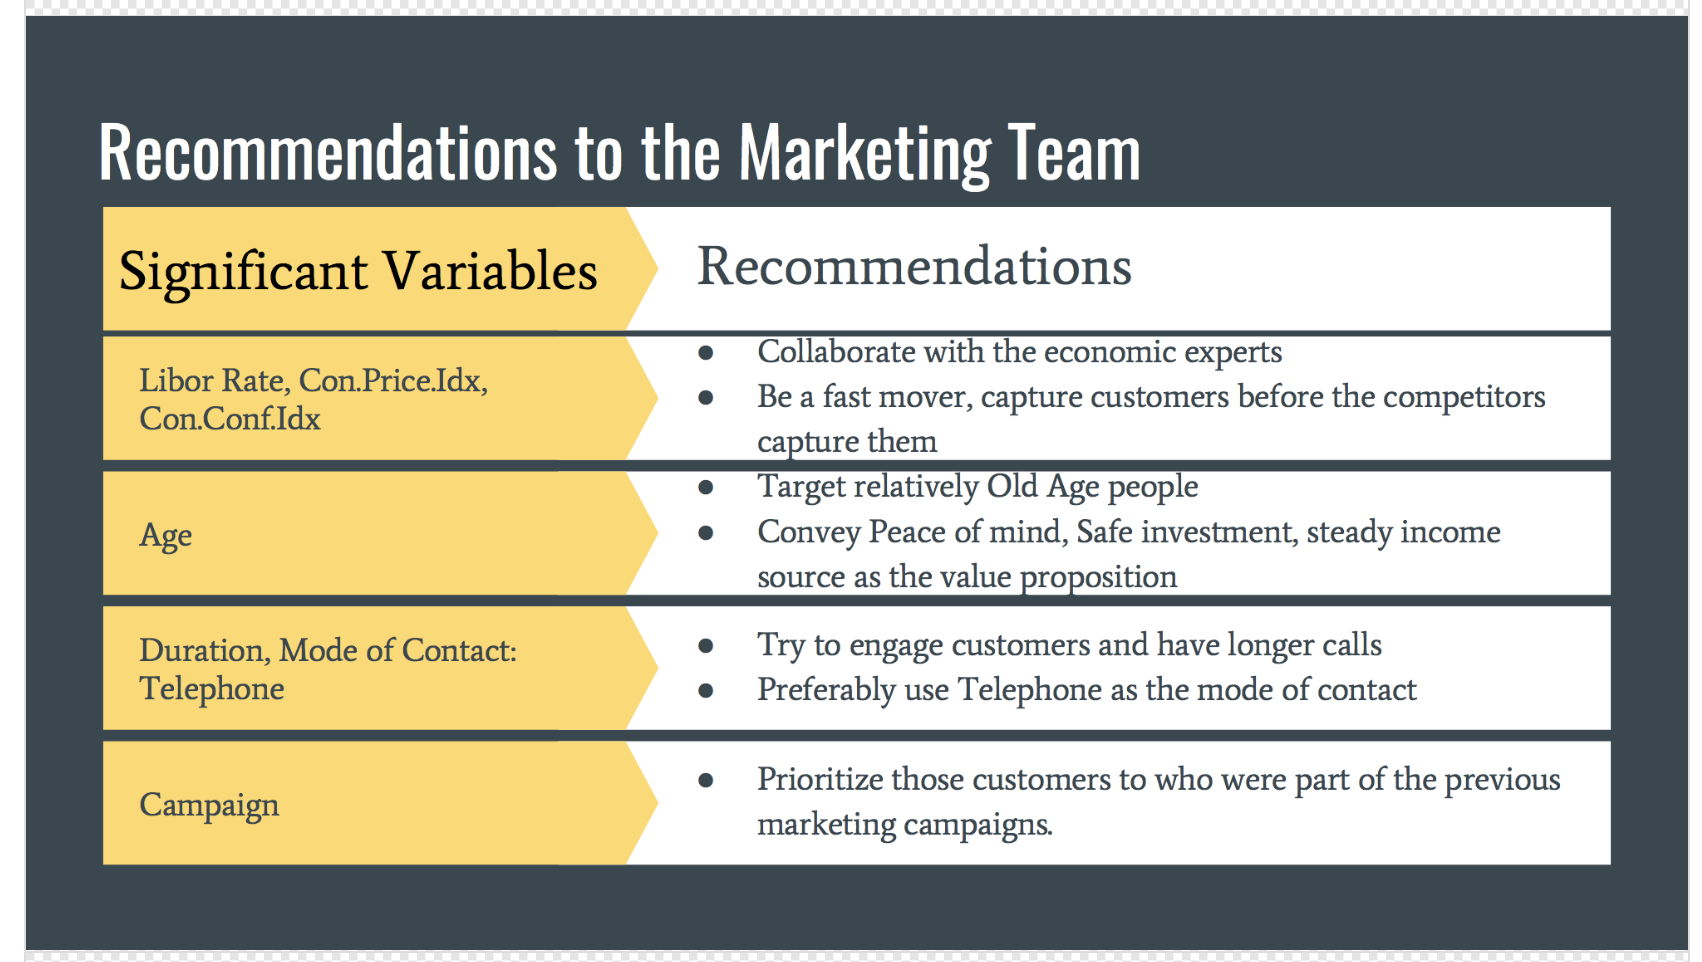 Recommendations to the Marketing Team
Significant Variables
Recommendations
Libor Rate, Con.Price.Idx,
Con.Conf.Idx
● Collaborate with the economic experts
● Be a fast mover, capture customers before the competitors
capture them
Age
● Target relatively Old Age people
● Convey Peace of mind, Safe investment, steady income
source as the value proposition
Duration, Mode of Contact:
Telephone
● Try to engage customers and have longer calls
● Preferably use Telephone as the mode of contact
Campaign
● Prioritize those customers to who were part of the previous
marketing campaigns.